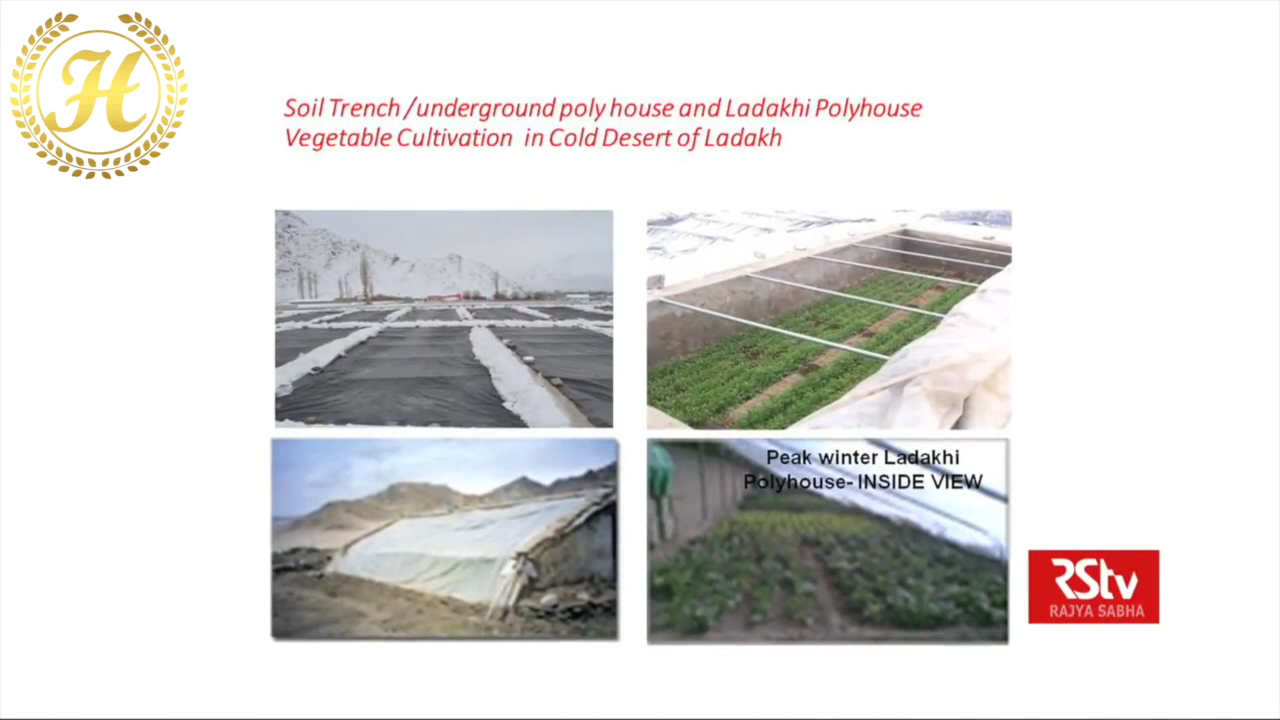 H
Soil Trench /underground poly house and Ladakhi Polyhouse
Vegetable Cultivation in Cold Desert of Ladakh
Peak winter Ladakhi
Polyhouse- INSIDE VIEW
RStv
RAJYA SABHA